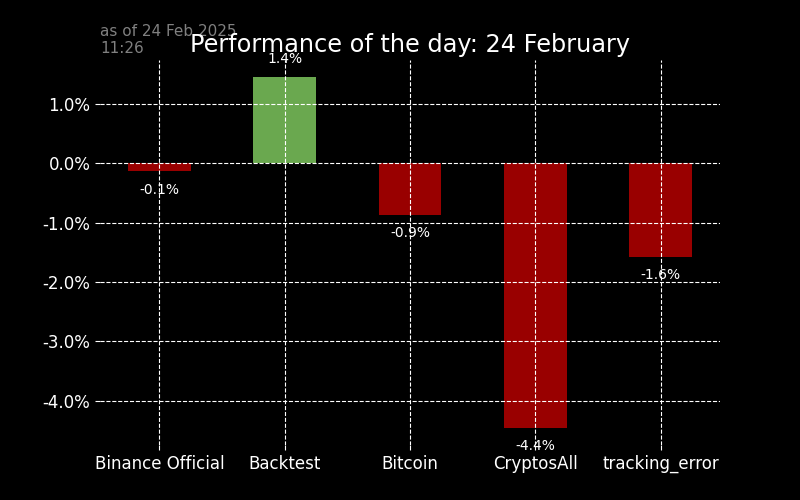 as of 24 Feb 2025
11:26
Performance of the day: 24 February
1.4%
1.0%
0.0%
-0.1%
-1.0%
-0.9%
-1.6%
-2.0%
-3.0%
-4.0%
-4.4%
Binance Official
Backtest
Bitcoin
CryptosAll
tracking_error